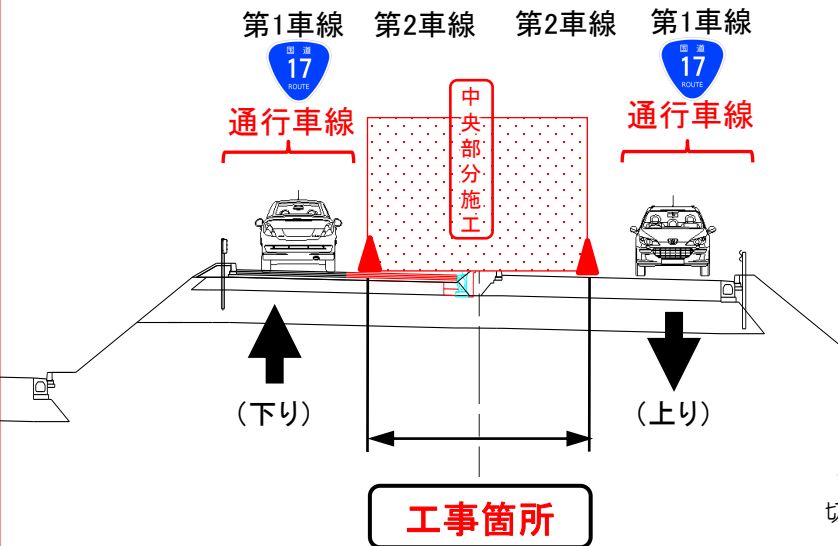 第1車線 第2車線 第2車線 第1車線
国道
17
ROUTE
国道
17
ROUTE
通行車線
通行車線
中央部分施工
(下り)
(上り)
工事箇所
切